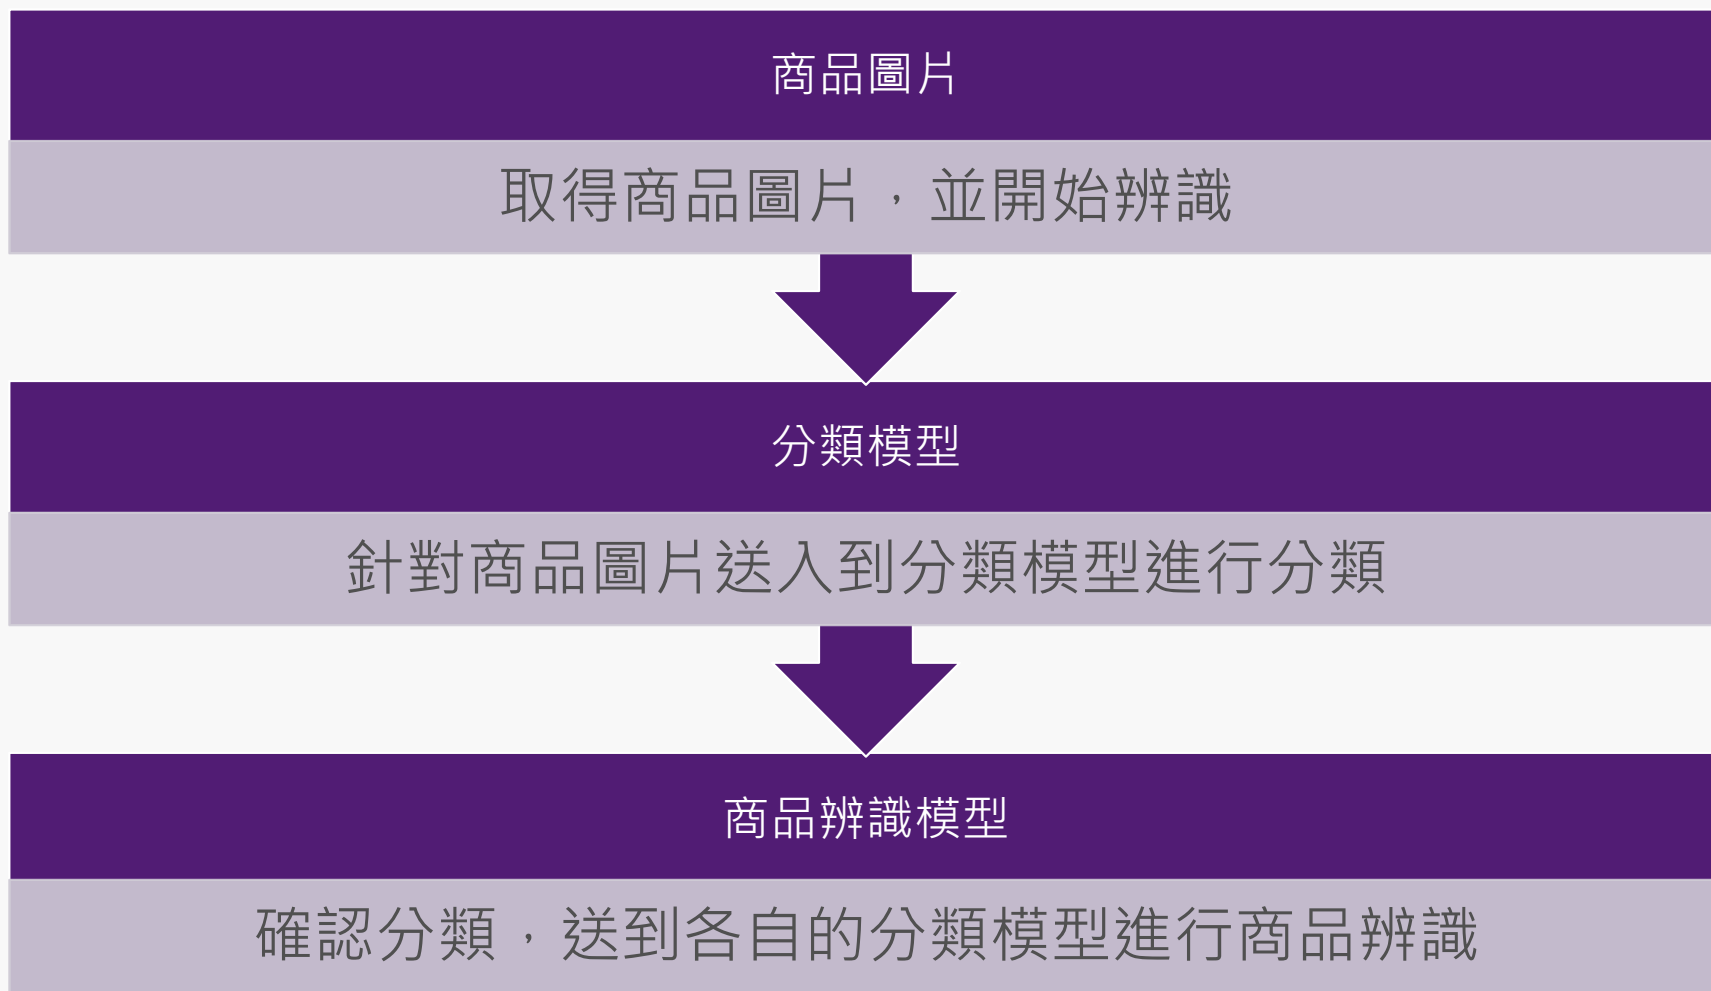 商品圖片
取得商品圖片，並開始辨識
分類模型
針對商品圖片送入到分類模型進行分類
商品辨識模型
確認分類，送到各自的分類模型進行商品辨識